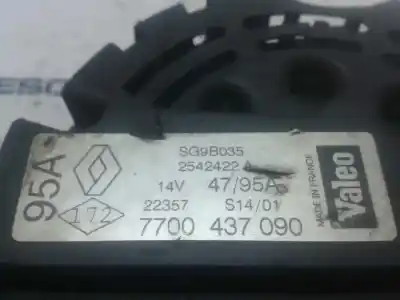 95A
SG9B035
2542422
14V 47/95A
172
22357 S14/01
7700 437 090
Valeo
MADE IN FRANCE